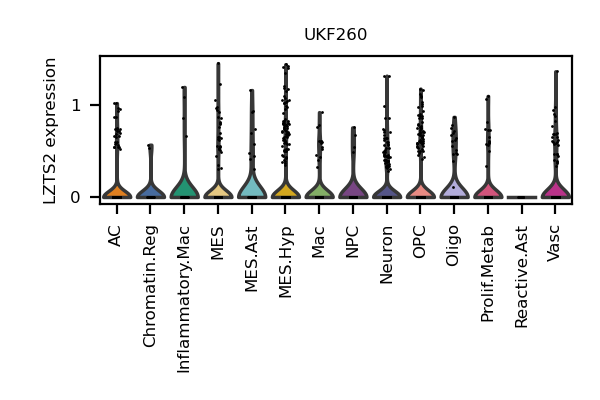 UKF260
LZTS2 expression
1
0
AC
Chromatin.Reg
Inflammatory.Mac
MES
MES.Ast
MES.Hyp
Mac
NPC
Neuron
OPC
Oligo
Prolif.Metab
Reactive.Ast
Vasc